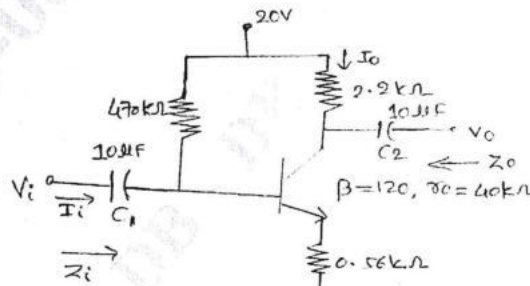 20V
↓ Io
470kΩ
2.2kΩ
10µF
10µF
Vo
C2
Zo
Vi
Ii
C1
β=120, ro=40kΩ
Zi
0.56kΩ